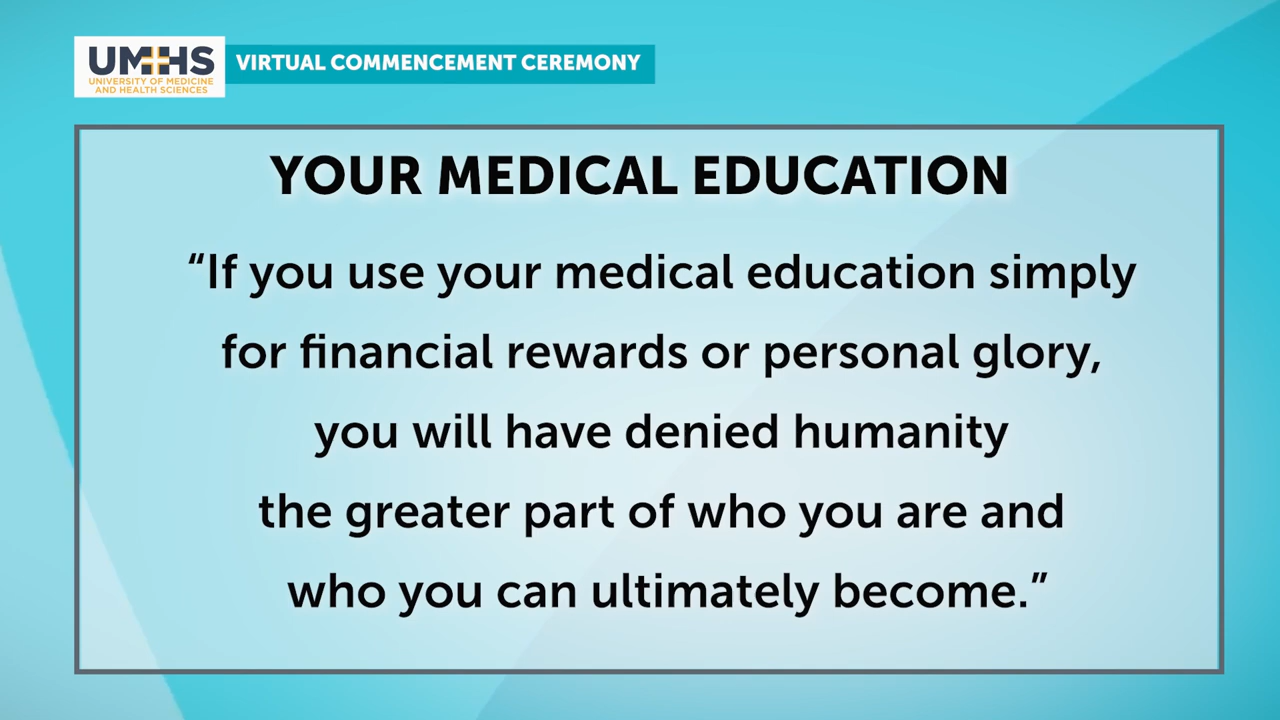 UMHS
UNIVERSITY OF MEDICINE
AND HEALTH SCIENCES
VIRTUAL COMMENCEMENT CEREMONY
YOUR MEDICAL EDUCATION
“If you use your medical education simply
for financial rewards or personal glory,
you will have denied humanity
the greater part of who you are and
who you can ultimately become.”